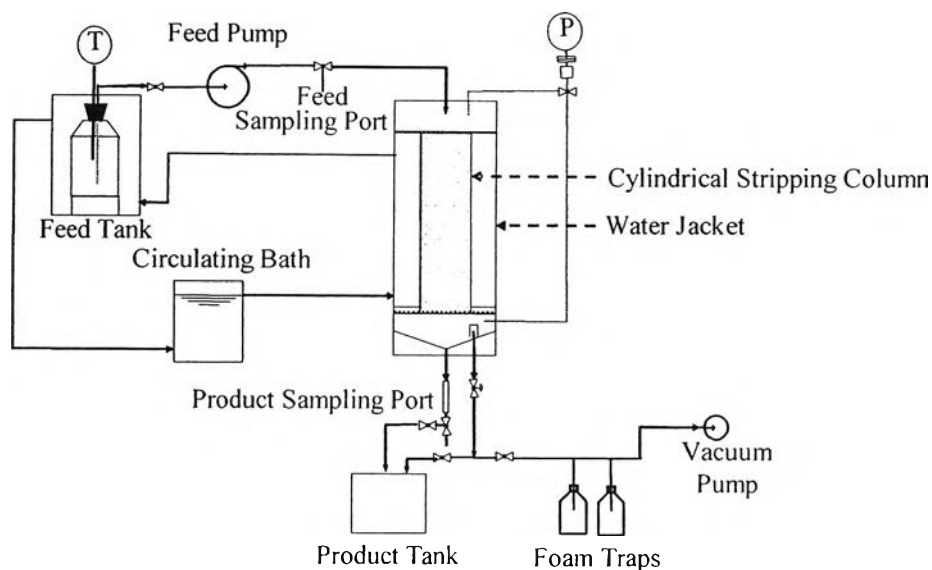 P
T
Feed Pump
Feed
Sampling Port
Cylindrical Stripping Column
Water Jacket
Feed Tank
Circulating Bath
Product Sampling Port
Vacuum
Pump
Product Tank
Foam Traps